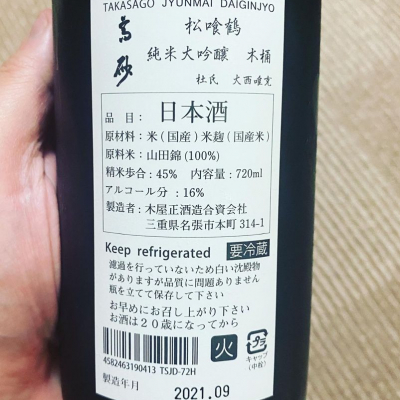 TAKASAGO JYUNMAI DAIGINJYO
高砂
松喰鶴
純米大吟醸 木桶
杜氏 大西唯克
品目:日本酒
原材料:米(国産)米麹(国産米)
原料米:山田錦(100%)
精米歩合:45% 内容量:720ml
アルコール分:16%
製造者:木屋正酒造合資会社
三重県名張市本町 314-1
Keep refrigerated 要冷蔵
濾過を行っていないため白い沈殿物
がありますが品質に問題ありません
瓶を立てて保存して下さい
お早めにお召し上がり下さい
お酒は20歳になってから
火
4582463190413 TSJD-72H
キャップ
(中栓)
製造年月 2021.09